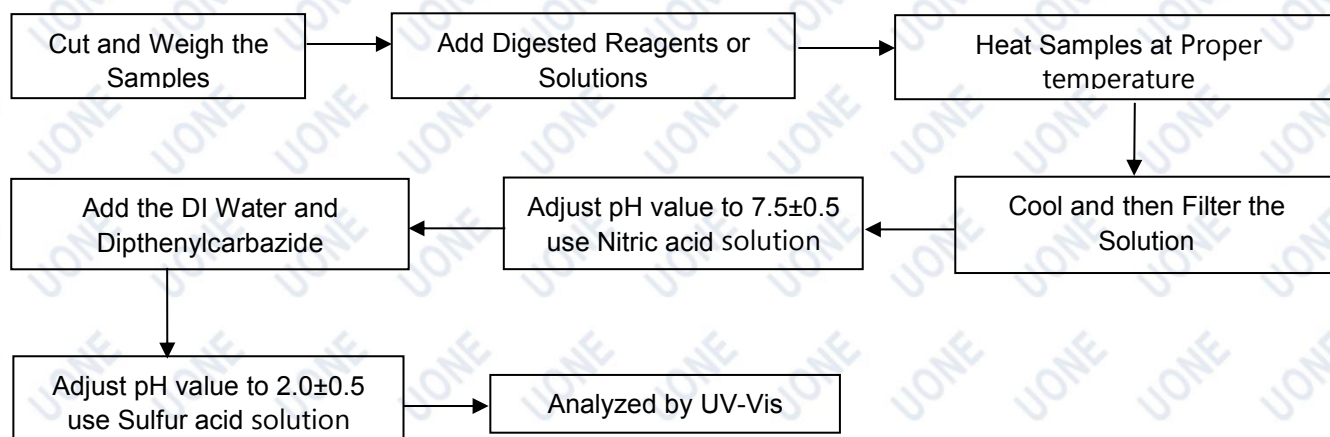 Cut and Weigh the
Samples
Add Digested Reagents or
Solutions
Heat Samples at Proper
temperature
Cool and then Filter the
Solution
Adjust pH value to 7.5±0.5
use Nitric acid solution
Add the DI Water and
Dipthenylcarbazide
Adjust pH value to 2.0±0.5
use Sulfur acid solution
Analyzed by UV-Vis
UONE